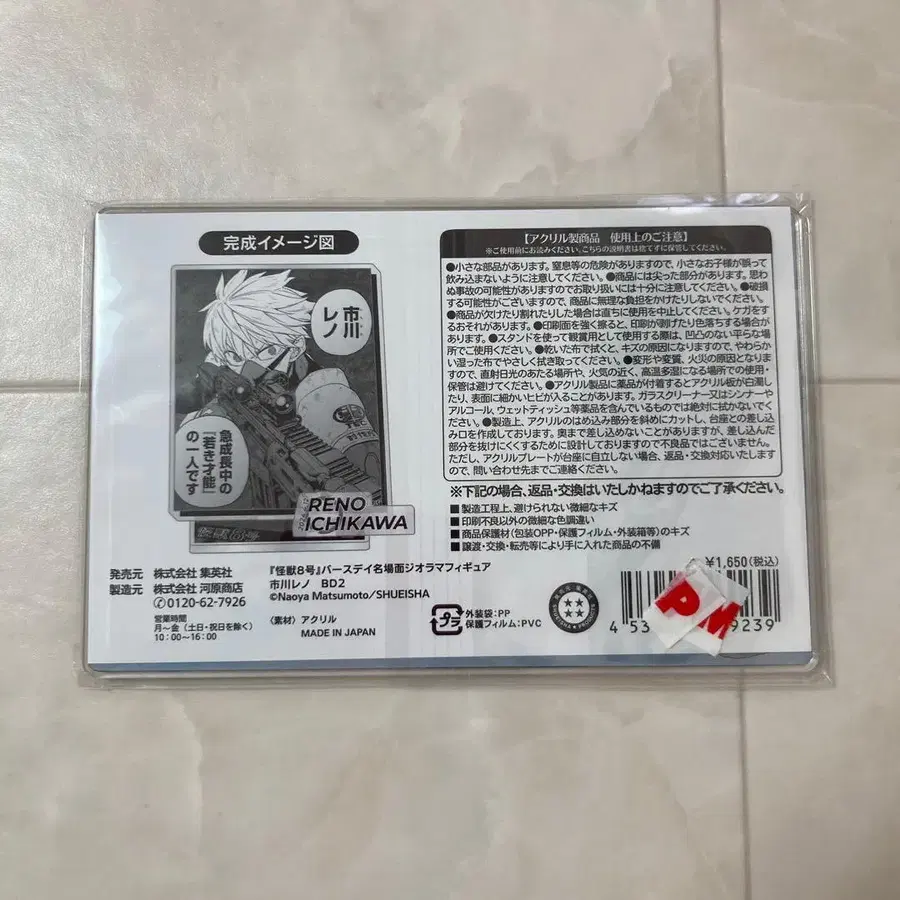 完成イメージ図
市川
レノ
急成長中の
『若き才能』
の一人です
RENO
ICHIKAWA
【アクリル製商品 使用上のご注意】
※ご使用前にお読みください。こちらの説明書は捨てずに保管してください。
●小さな部品があります。窒息等の危険がありますので、小さなお子様が誤って
飲み込まないように注意してください。●商品には尖った部分があります。思わ
ぬ事故の可能性がありますのでお取り扱いには十分に注意してください。●破損
する可能性がございますので、商品に無理な負担をかけたりしないでください。
●商品が欠けたり割れたりした場合は直ちに使用を中止してください。ケガをす
るおそれがあります。●印刷面を強く擦ると、印刷が剥げたり色落ちする場合が
あります。●スタンドを使って観賞用として使用する際は、凹凸のない平らな場
所でご使用ください。●乾いた布で拭くと、キズの原因になりますので、やわらか
い湿った布でやさしく拭き取ってください。●変形や変質、火災の原因となりま
すので、直射日光のあたる場所や、火気の近く、高温多湿になる場所での使用・
保管は避けてください。●アクリル製品に薬品が付着するとアクリル板が白濁し
たり、表面に細かいヒビが入ることがあります。ガラスクリーナー又はシンナーや
アルコール、ウェットティッシュ等薬品を含んでいるものでは絶対に拭かないでく
ださい。●製造上、アクリルのはめ込み部分を斜めにカットし、台座との差し込
み口を作成しております。奥まで差し込めないことがありますが、差し込んだ
部分を抜けにくくするために設計しておりますので不良品ではございません。
ただし、アクリルプレートが台座に自立しない場合、返品・交換対応いたしますの
で、問い合わせ先までご連絡ください。
※下記の場合、返品・交換はいたしかねますのでご了承ください。
■製造工程上、避けられない微細なキズ
■印刷不良以外の微細な色調違い
■商品保護材(包装OPP・保護フィルム・外装箱等)のキズ
■譲渡・交換・転売等により手に入れた商品の不備
発売元 株式会社 集英社
製造元 株式会社 河原商店
✆0120-62-7926
営業時間
月~金(土日・祝日を除く)
10:00~16:00
『怪獣8号』バースデイ名場面ジオラマフィギュア
市川レノ BD2
©Naoya Matsumoto/SHUEISHA
〈素材〉アクリル
MADE IN JAPAN
プラ
外装袋:PP
保護フィルム:PVC
¥1,650(税込)
PM
4 53
9239